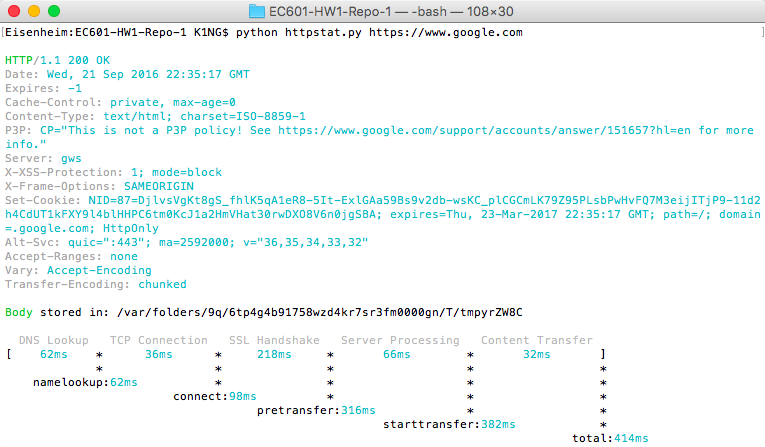 EC601-HW1-Repo-1 — -bash — 108×30
[Eisenheim:EC601-HW1-Repo-1 K1NG$ python httpstat.py https://www.google.com ]
HTTP/1.1 200 OK
Date: Wed, 21 Sep 2016 22:35:17 GMT
Expires: -1
Cache-Control: private, max-age=0
Content-Type: text/html; charset=ISO-8859-1
P3P: CP="This is not a P3P policy! See https://www.google.com/support/accounts/answer/151657?hl=en for more
info."
Server: gws
X-XSS-Protection: 1; mode=block
X-Frame-Options: SAMEORIGIN
Set-Cookie: NID=87=DjlvsVgKt8gS_fhlK5qA1eR8-5It-ExlGAa59Bs9v2db-wsKC_plCGCmLK79Z95PLsbPwHvFQ7M3eijITjP9-11d2
h4CdUT1kFXY9l4blHHPC6tm0KcJ1a2HmVHat30rwDXO8V6n0jgSBA; expires=Thu, 23-Mar-2017 22:35:17 GMT; path=/; domain
=.google.com; HttpOnly
Alt-Svc: quic=":443"; ma=2592000; v="36,35,34,33,32"
Accept-Ranges: none
Vary: Accept-Encoding
Transfer-Encoding: chunked
Body stored in: /var/folders/9q/6tp4g4b91758wzd4kr7sr3fm0000gn/T/tmpyrZW8C
DNS Lookup TCP Connection SSL Handshake Server Processing Content Transfer
[ 62ms * 36ms * 218ms * 66ms * 32ms ]
* * * * *
namelookup:62ms * * * *
connect:98ms * * *
pretransfer:316ms * *
starttransfer:382ms *
total:414ms